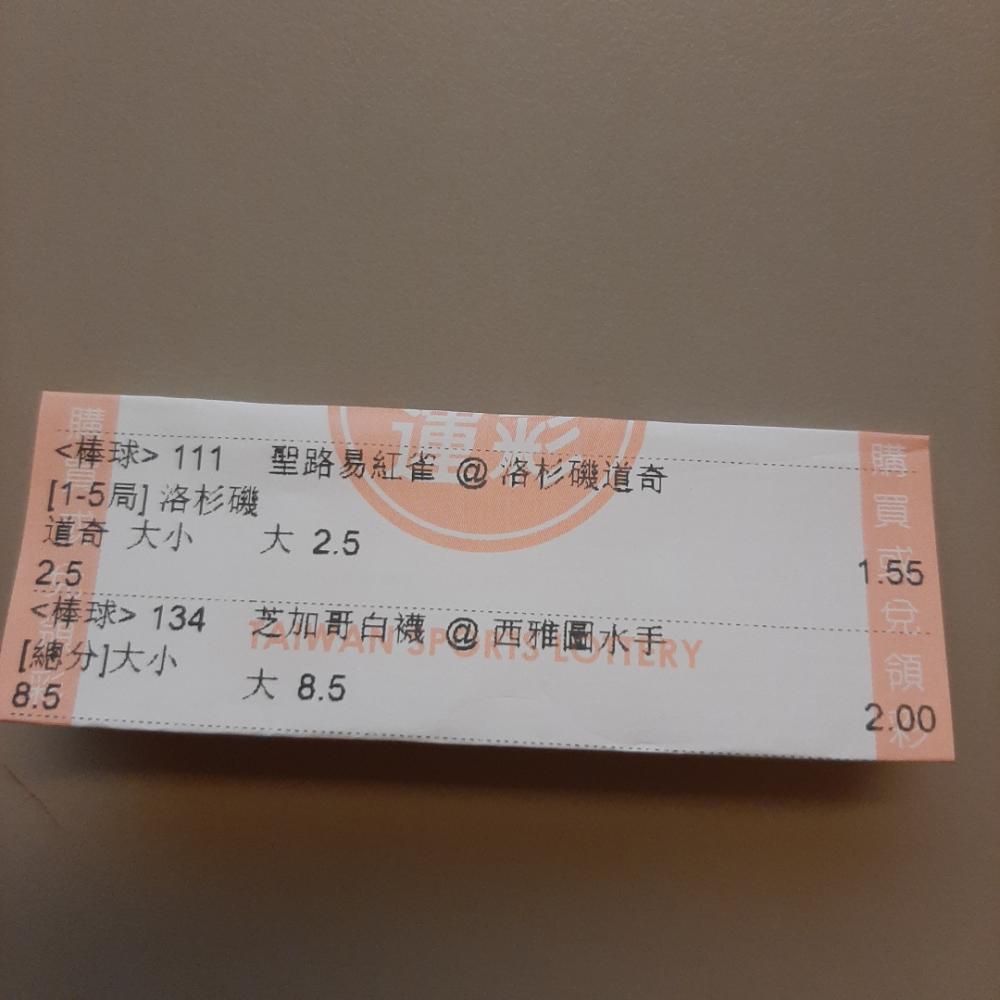 運彩
<棒球> 111 聖路易紅雀 @ 洛杉磯道奇
[1-5局] 洛杉磯
道奇 大小 大 2.5
2.5 1.55
<棒球> 134 芝加哥白襪 @ 西雅圖水手
TAIWAN SPORTS LOTTERY
[總分]大小
大 8.5
8.5 2.00
購買或兌領彩